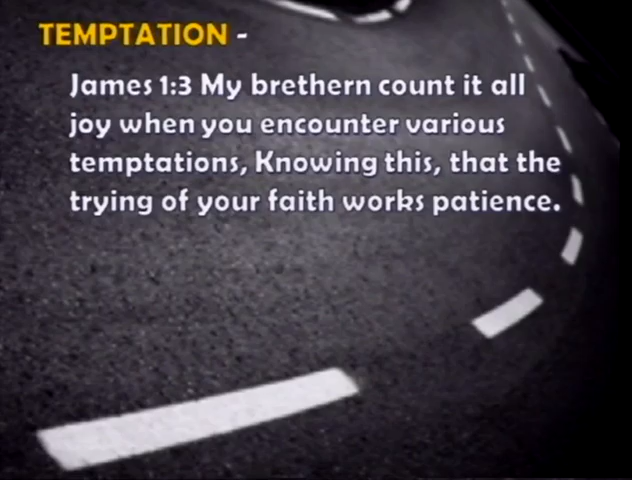 TEMPTATION -
James 1:3 My brethern count it all
joy when you encounter various
temptations, Knowing this, that the
trying of your faith works patience.